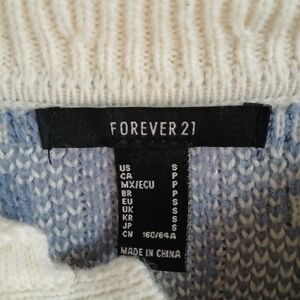 FOREVER 21
US S
CA P
MX/ECU P
BR P
EU S
UK S
KR S
JP S
CN 160/84A
MADE IN CHINA